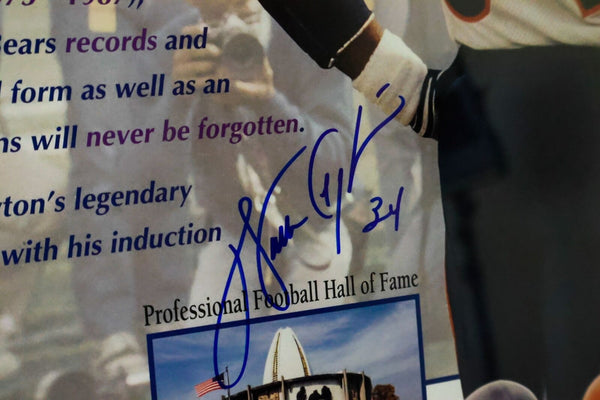 Bears records and
form as well as an
ns will never be forgotten.
yton's legendary
with his induction
34
Professional Football Hall of Fame